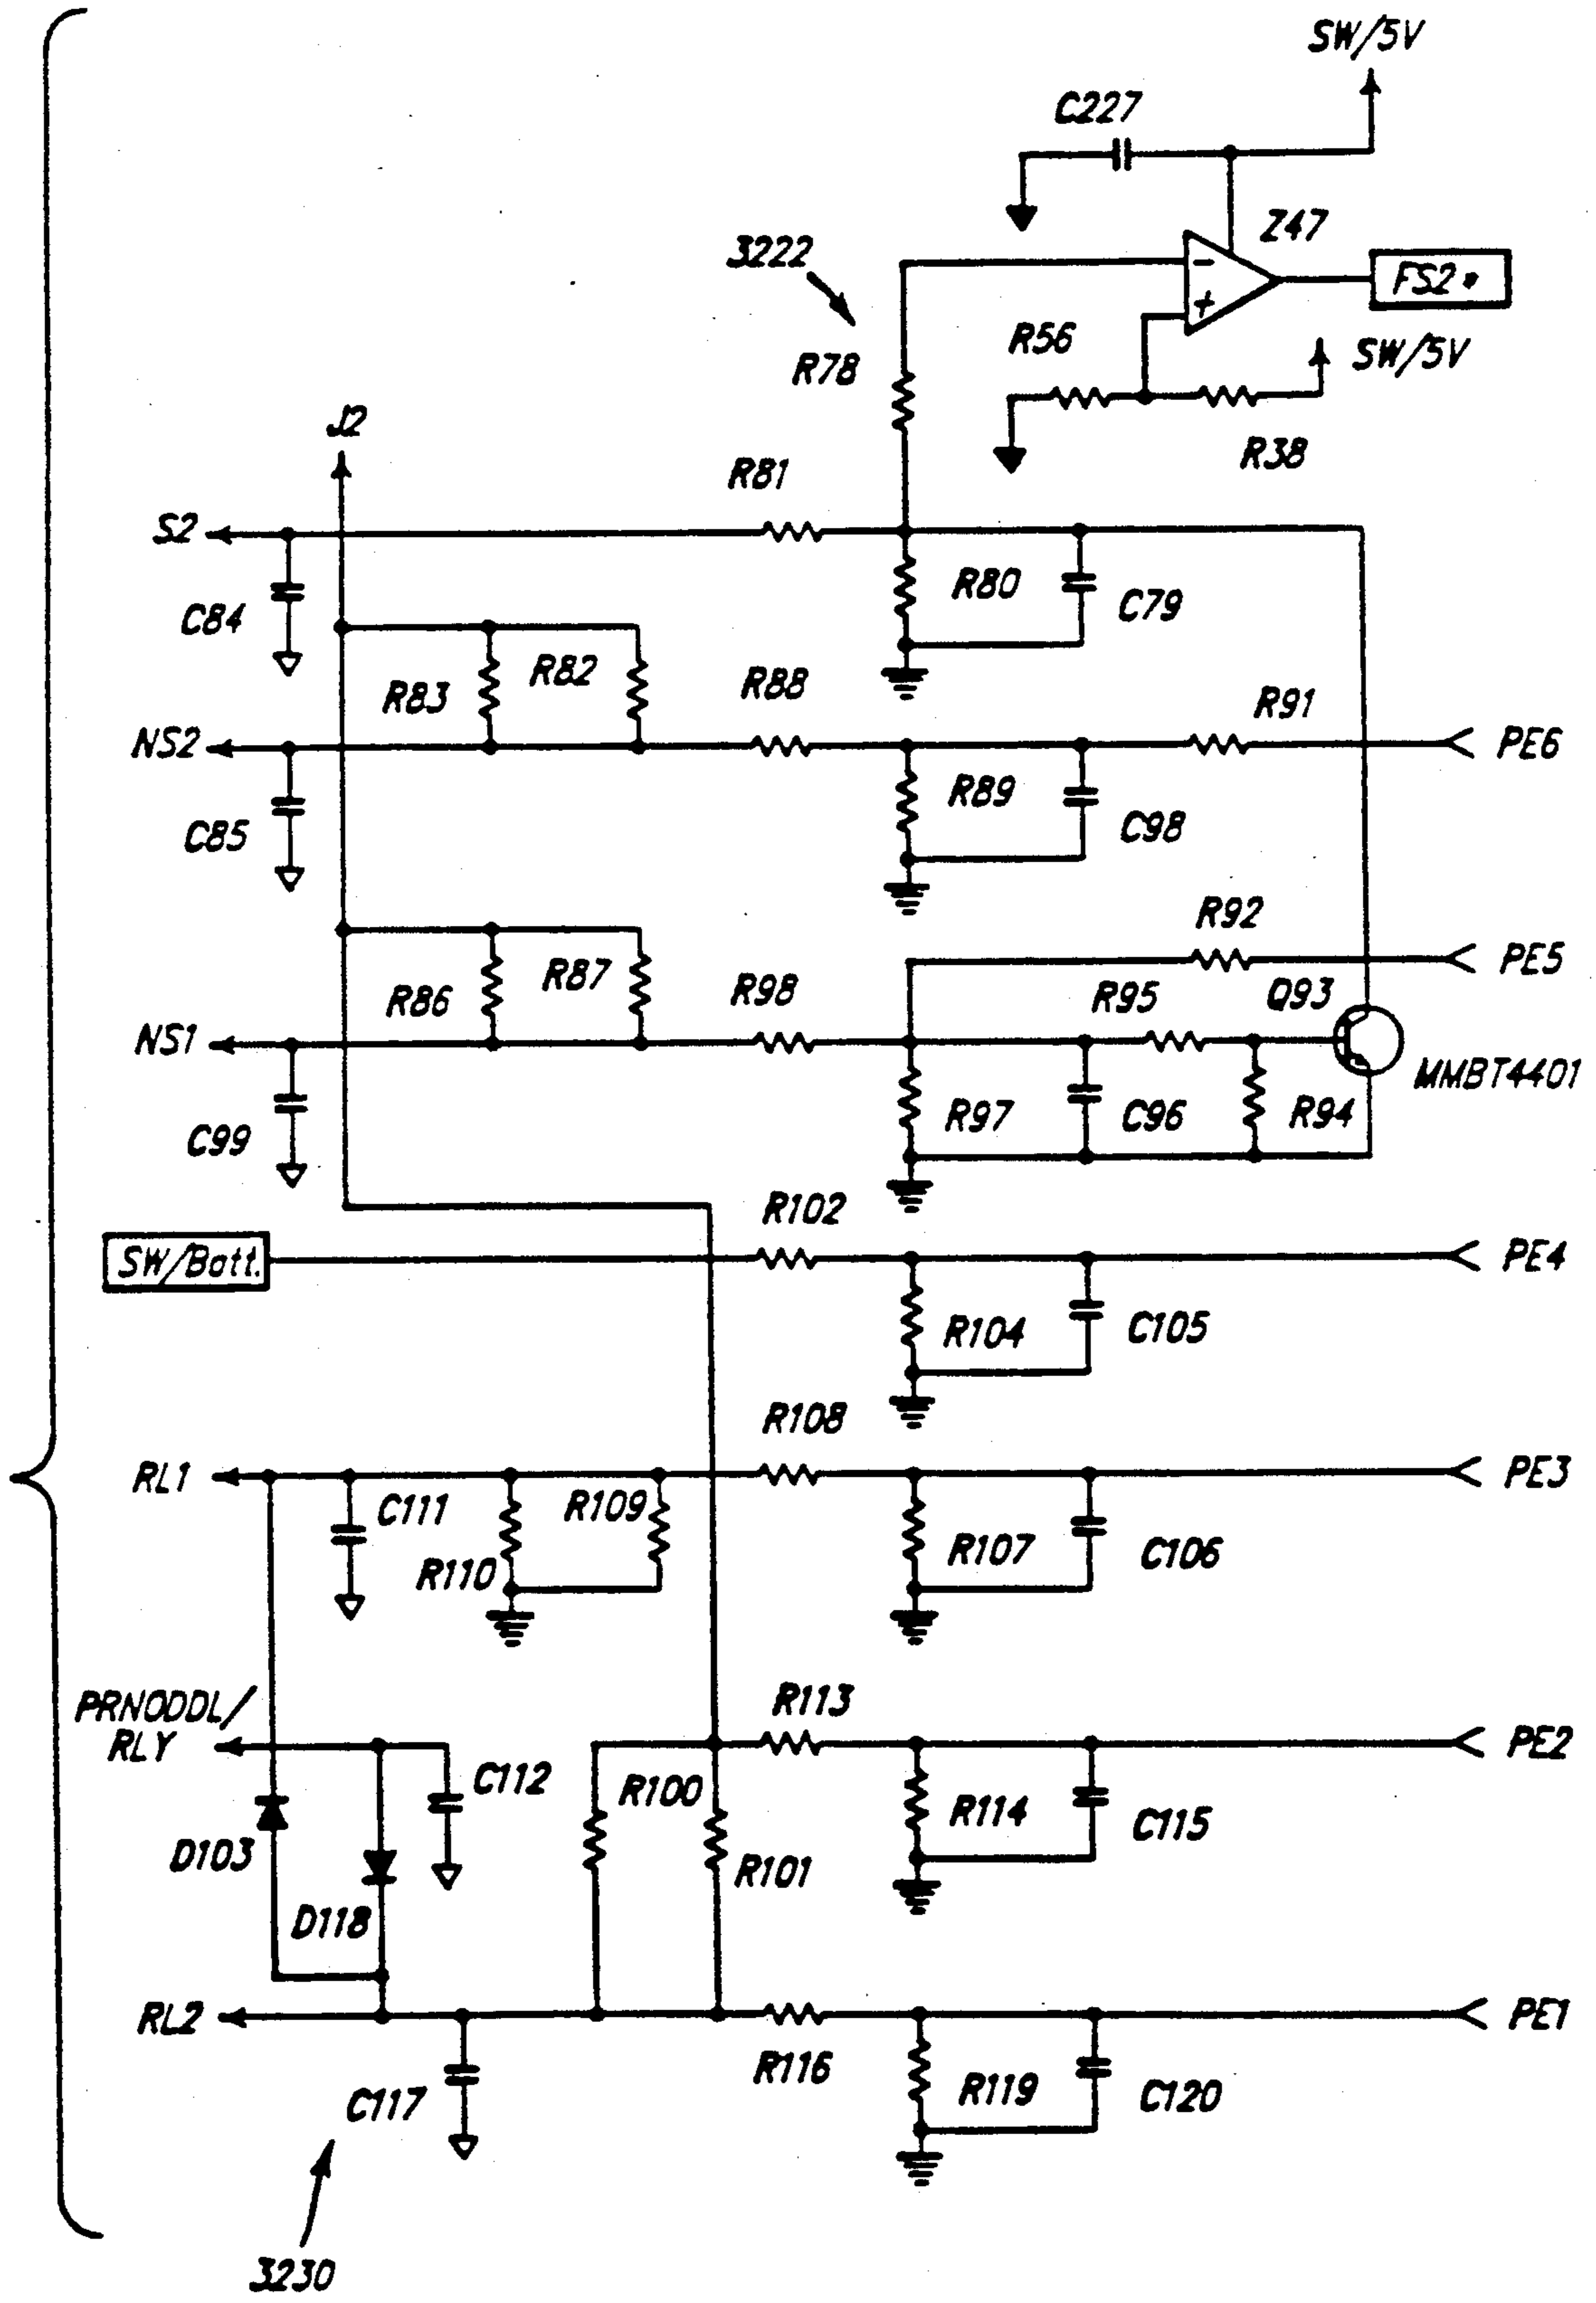 SW/5V
C227
Z47
3222
FS2*
R56
SW/5V
R78
J2
R38
R81
S2
R80
C79
C84
R82
R83
R88
R91
NS2
PE6
R89
C98
C85
R92
PE5
R87
R98
R95
Q93
R86
NS1
MMBT4401
R97
C96
R94
C99
R102
SW/Batt.
PE4
R104
C105
R108
RL1
PE3
C111
R109
R107
C106
R110
PRNODDL/
RLY
R113
PE2
C112
R100
R114
C115
D103
R101
D118
RL2
PE1
R116
R119
C120
C117
3230